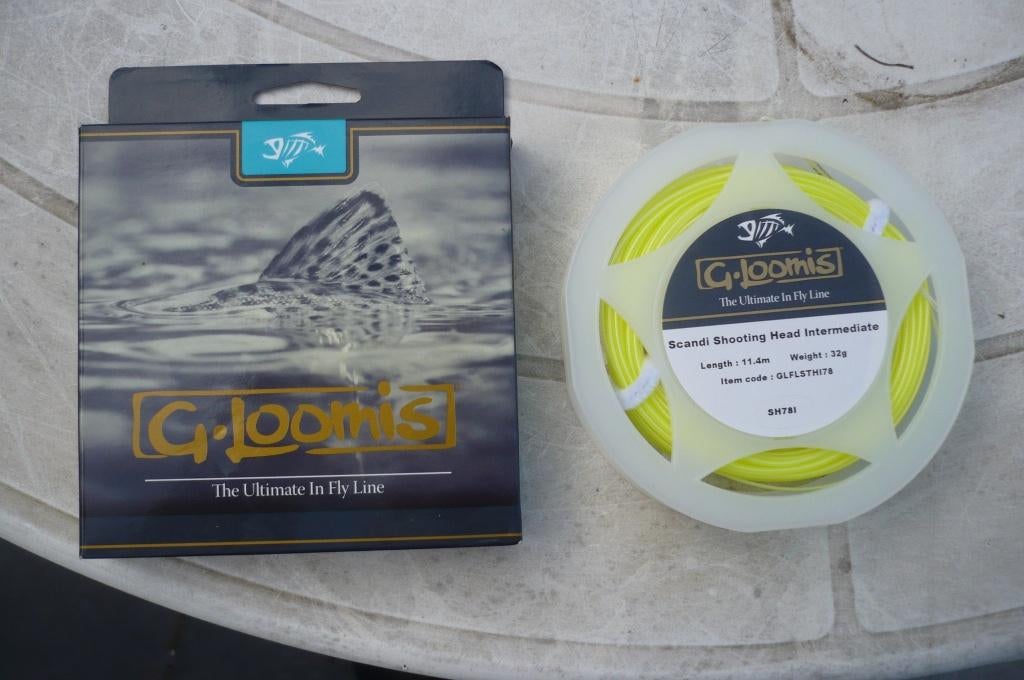 G.Loomis
The Ultimate In Fly Line
G.Loomis
The Ultimate In Fly Line
Scandi Shooting Head Intermediate
Length : 11.4m Weight : 32g
Item code : GLFLSTHI78
SH78I